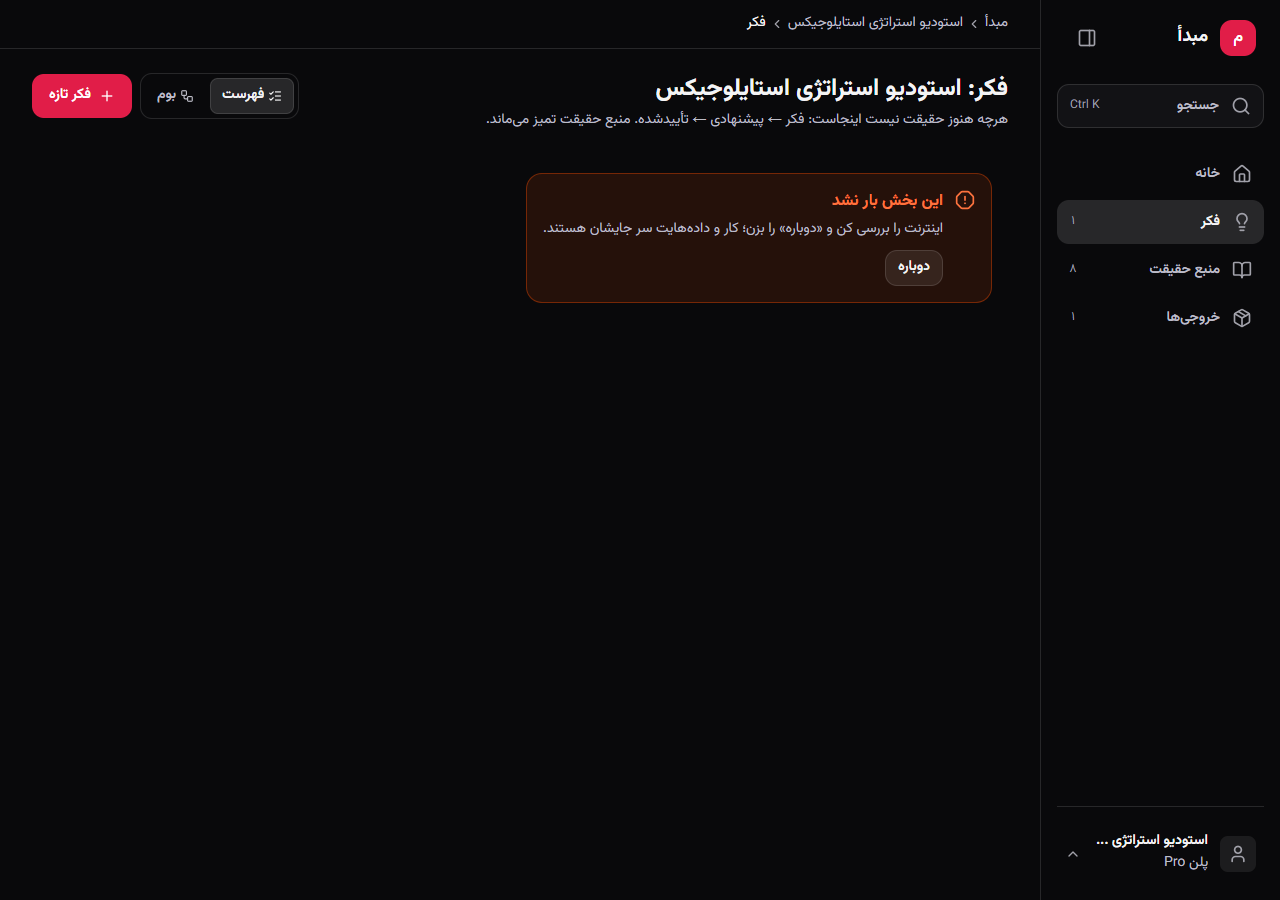 م
مبدأ
جستجو
Ctrl K
خانه
فکر
۱
منبع حقیقت
۸
خروجی‌ها
۱
استودیو استراتژی ...
پلن Pro
مبدأ › استودیو استراتژی استایلوجیکس › فکر
فکر: استودیو استراتژی استایلوجیکس
هرچه هنوز حقیقت نیست اینجاست: فکر ← پیشنهادی ← تأییدشده. منبع حقیقت تمیز می‌ماند.
فهرست
بوم
فکر تازه
این بخش بار نشد
اینترنت را بررسی کن و «دوباره» را بزن؛ کار و داده‌هایت سر جایشان هستند.
دوباره